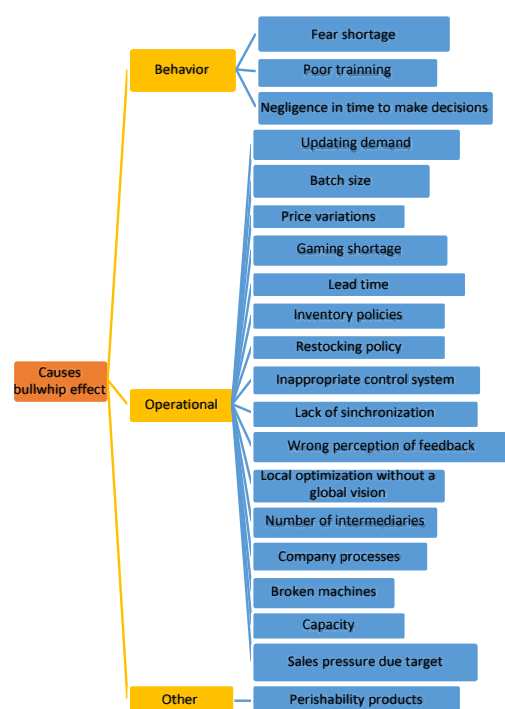 Fear shortage
Behavior
Poor trainning
Negligence in time to make decisions
Updating demand
Batch size
Price variations
Gaming shortage
Lead time
Inventory policies
Restocking policy
Causes
bullwhip effect
Inappropriate control system
Operational
Lack of sinchronization
Wrong perception of feedback
Local optimization without a
global vision
Number of intermediaries
Company processes
Broken machines
Capacity
Sales pressure due target
Other
Perishability products